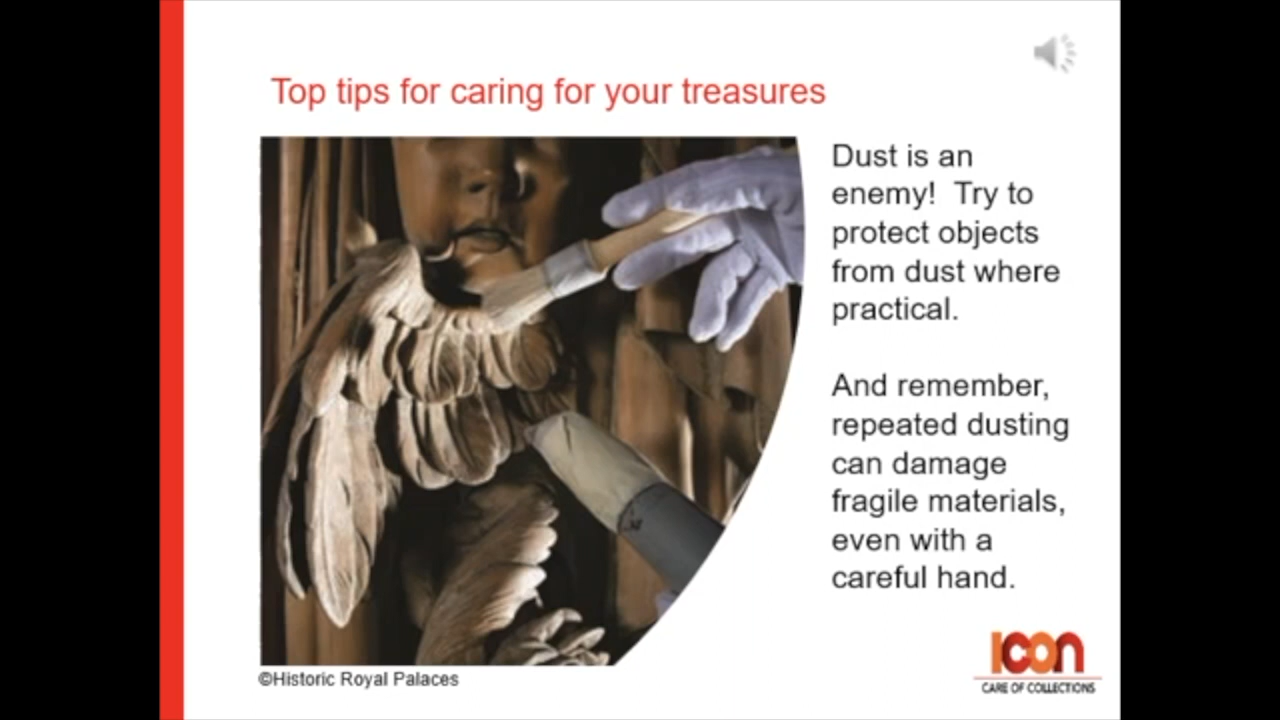 Top tips for caring for your treasures
Dust is an
enemy!  Try to
protect objects
from dust where
practical.
And remember,
repeated dusting
can damage
fragile materials,
even with a
careful hand.
©Historic Royal Palaces
icon
CARE OF COLLECTIONS